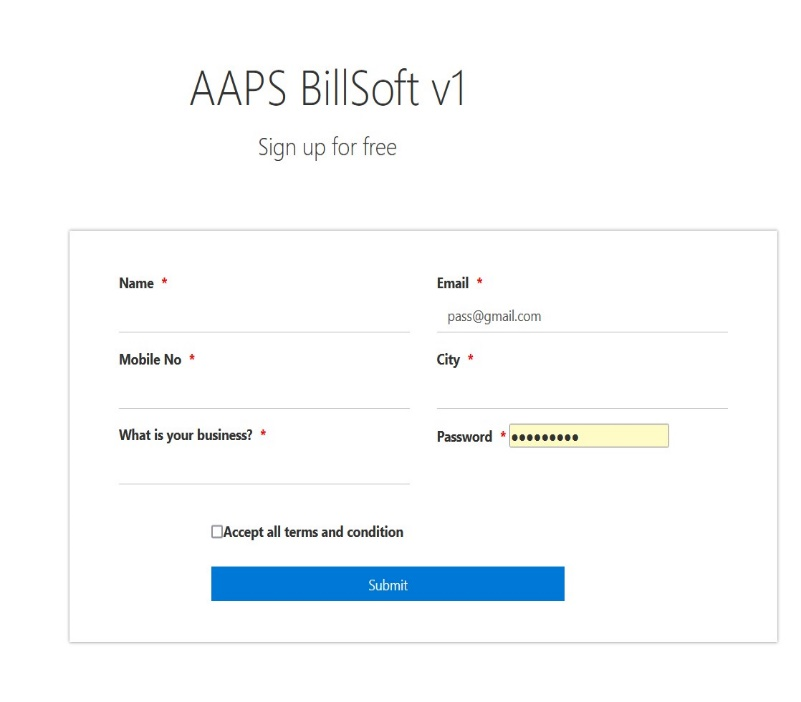 AAPS BillSoft v1
Sign up for free
Name *
Email *
pass@gmail.com
Mobile No *
City *
What is your business? *
Password * •••••••••
Accept all terms and condition
Submit